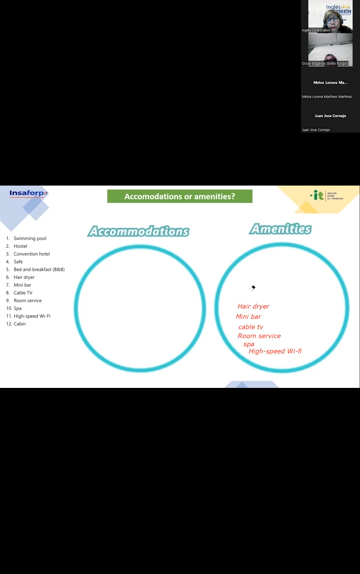 Inglés
Melva Lorena Ma...
Melva Lorena Martinez Martinez
Juan Jose Cornejo
Juan Jose Cornejo
Insaforp
Accomodations or amenities?
it
Accommodations
Amenities
1. Swimming pool
2. Hostel
3. Convention hotel
4. Safe
5. Bed and breakfast (B&B)
6. Hair dryer
7. Mini bar
8. Cable TV
9. Room service
10. Spa
11. High-speed Wi-Fi
12. Cabin
Hair dryer
Mini bar
cable tv
Room service
spa
High-speed Wi-fi